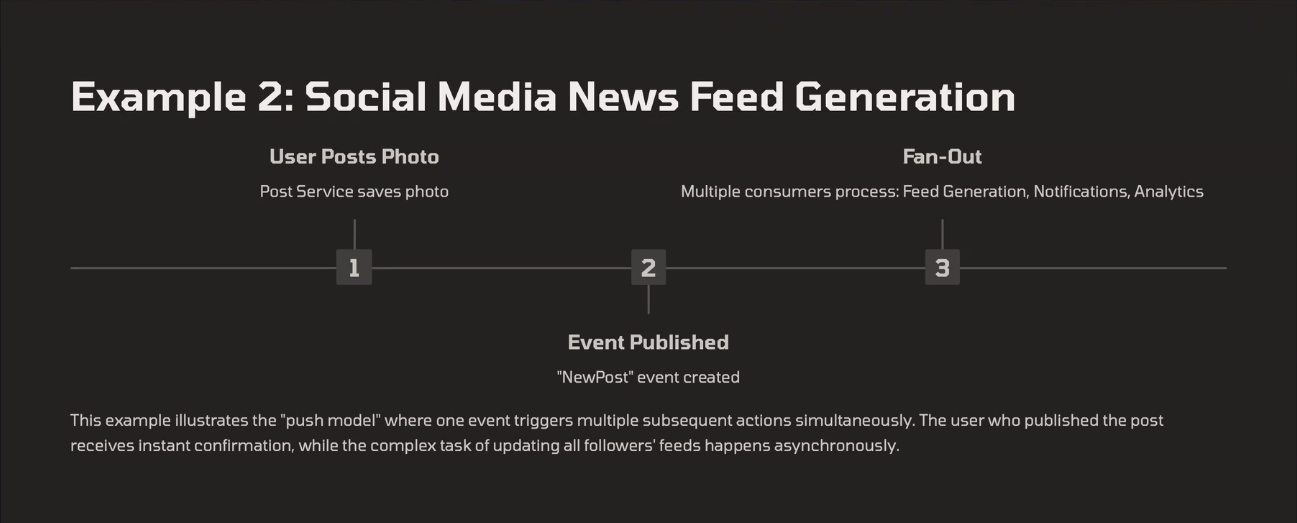 Example 2: Social Media News Feed Generation
User Posts Photo
Post Service saves photo
Fan-Out
Multiple consumers process: Feed Generation, Notifications, Analytics
1
2
3
Event Published
"NewPost" event created
This example illustrates the "push model" where one event triggers multiple subsequent actions simultaneously. The user who published the post
receives instant confirmation, while the complex task of updating all followers' feeds happens asynchronously.